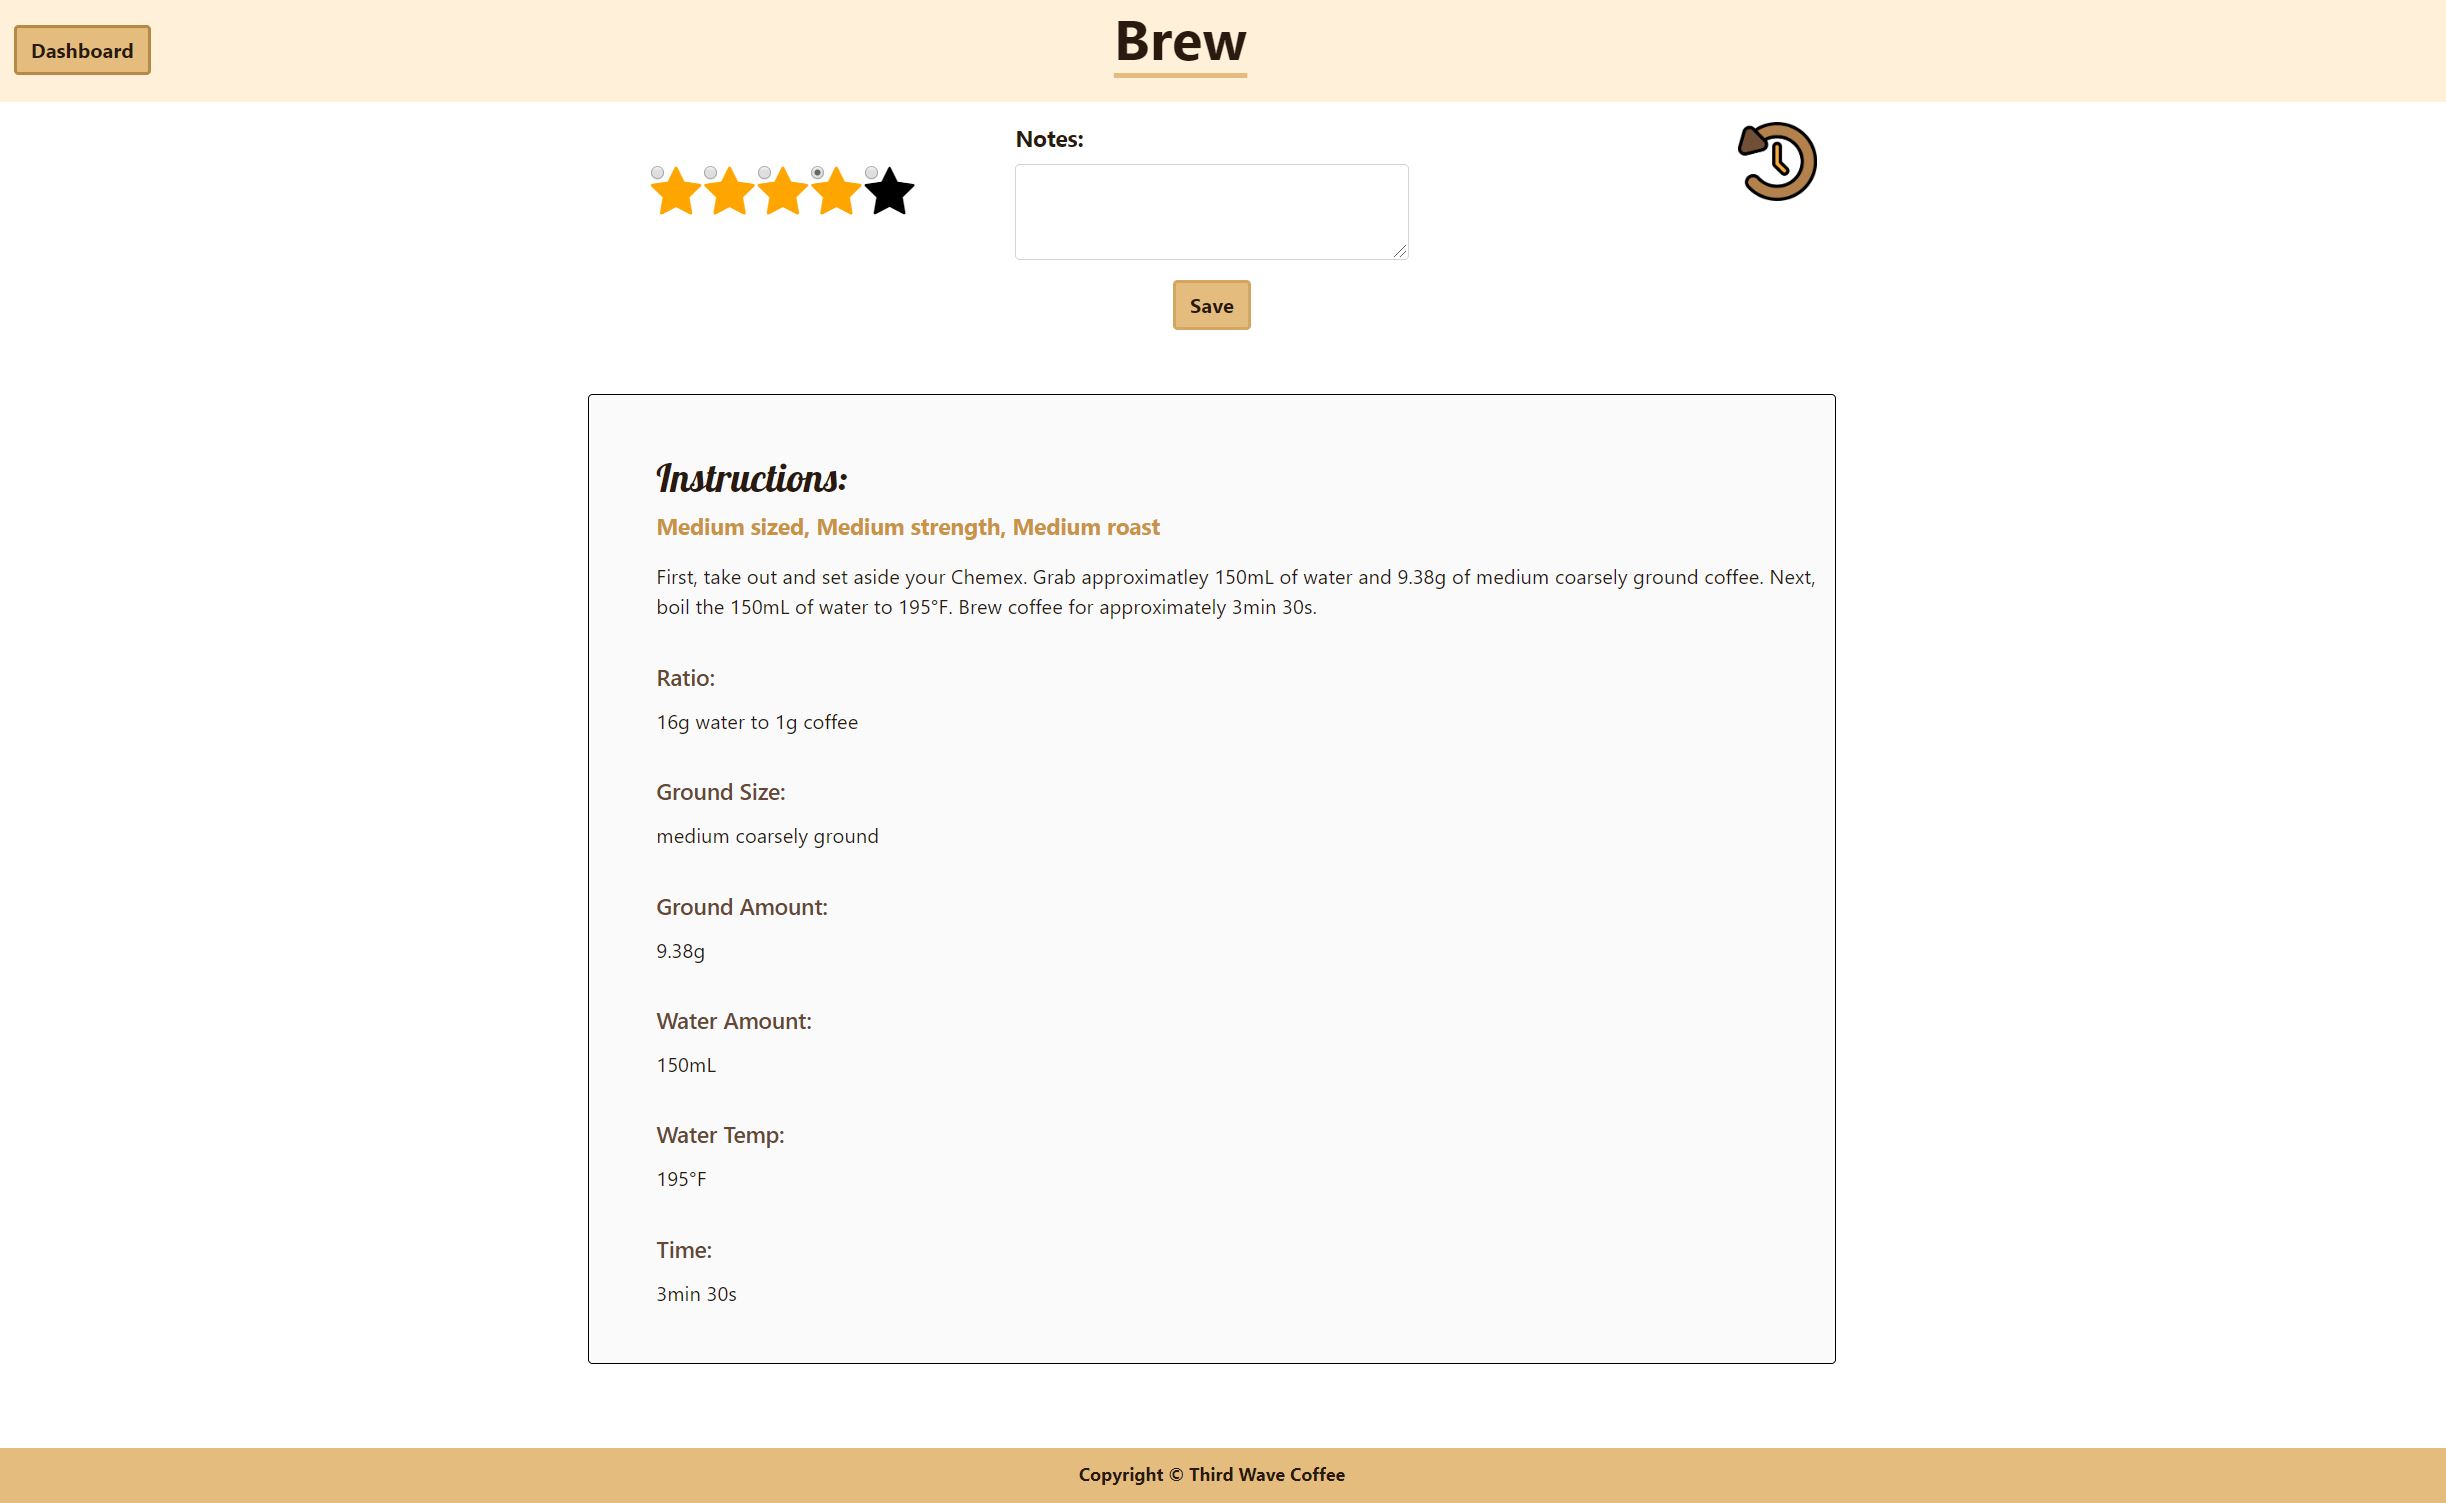 Dashboard
Brew
Notes:
Save
Instructions:
Medium sized, Medium strength, Medium roast
First, take out and set aside your Chemex. Grab approximatley 150mL of water and 9.38g of medium coarsely ground coffee. Next,
boil the 150mL of water to 195°F. Brew coffee for approximately 3min 30s.
Ratio:
16g water to 1g coffee
Ground Size:
medium coarsely ground
Ground Amount:
9.38g
Water Amount:
150mL
Water Temp:
195°F
Time:
3min 30s
Copyright © Third Wave Coffee